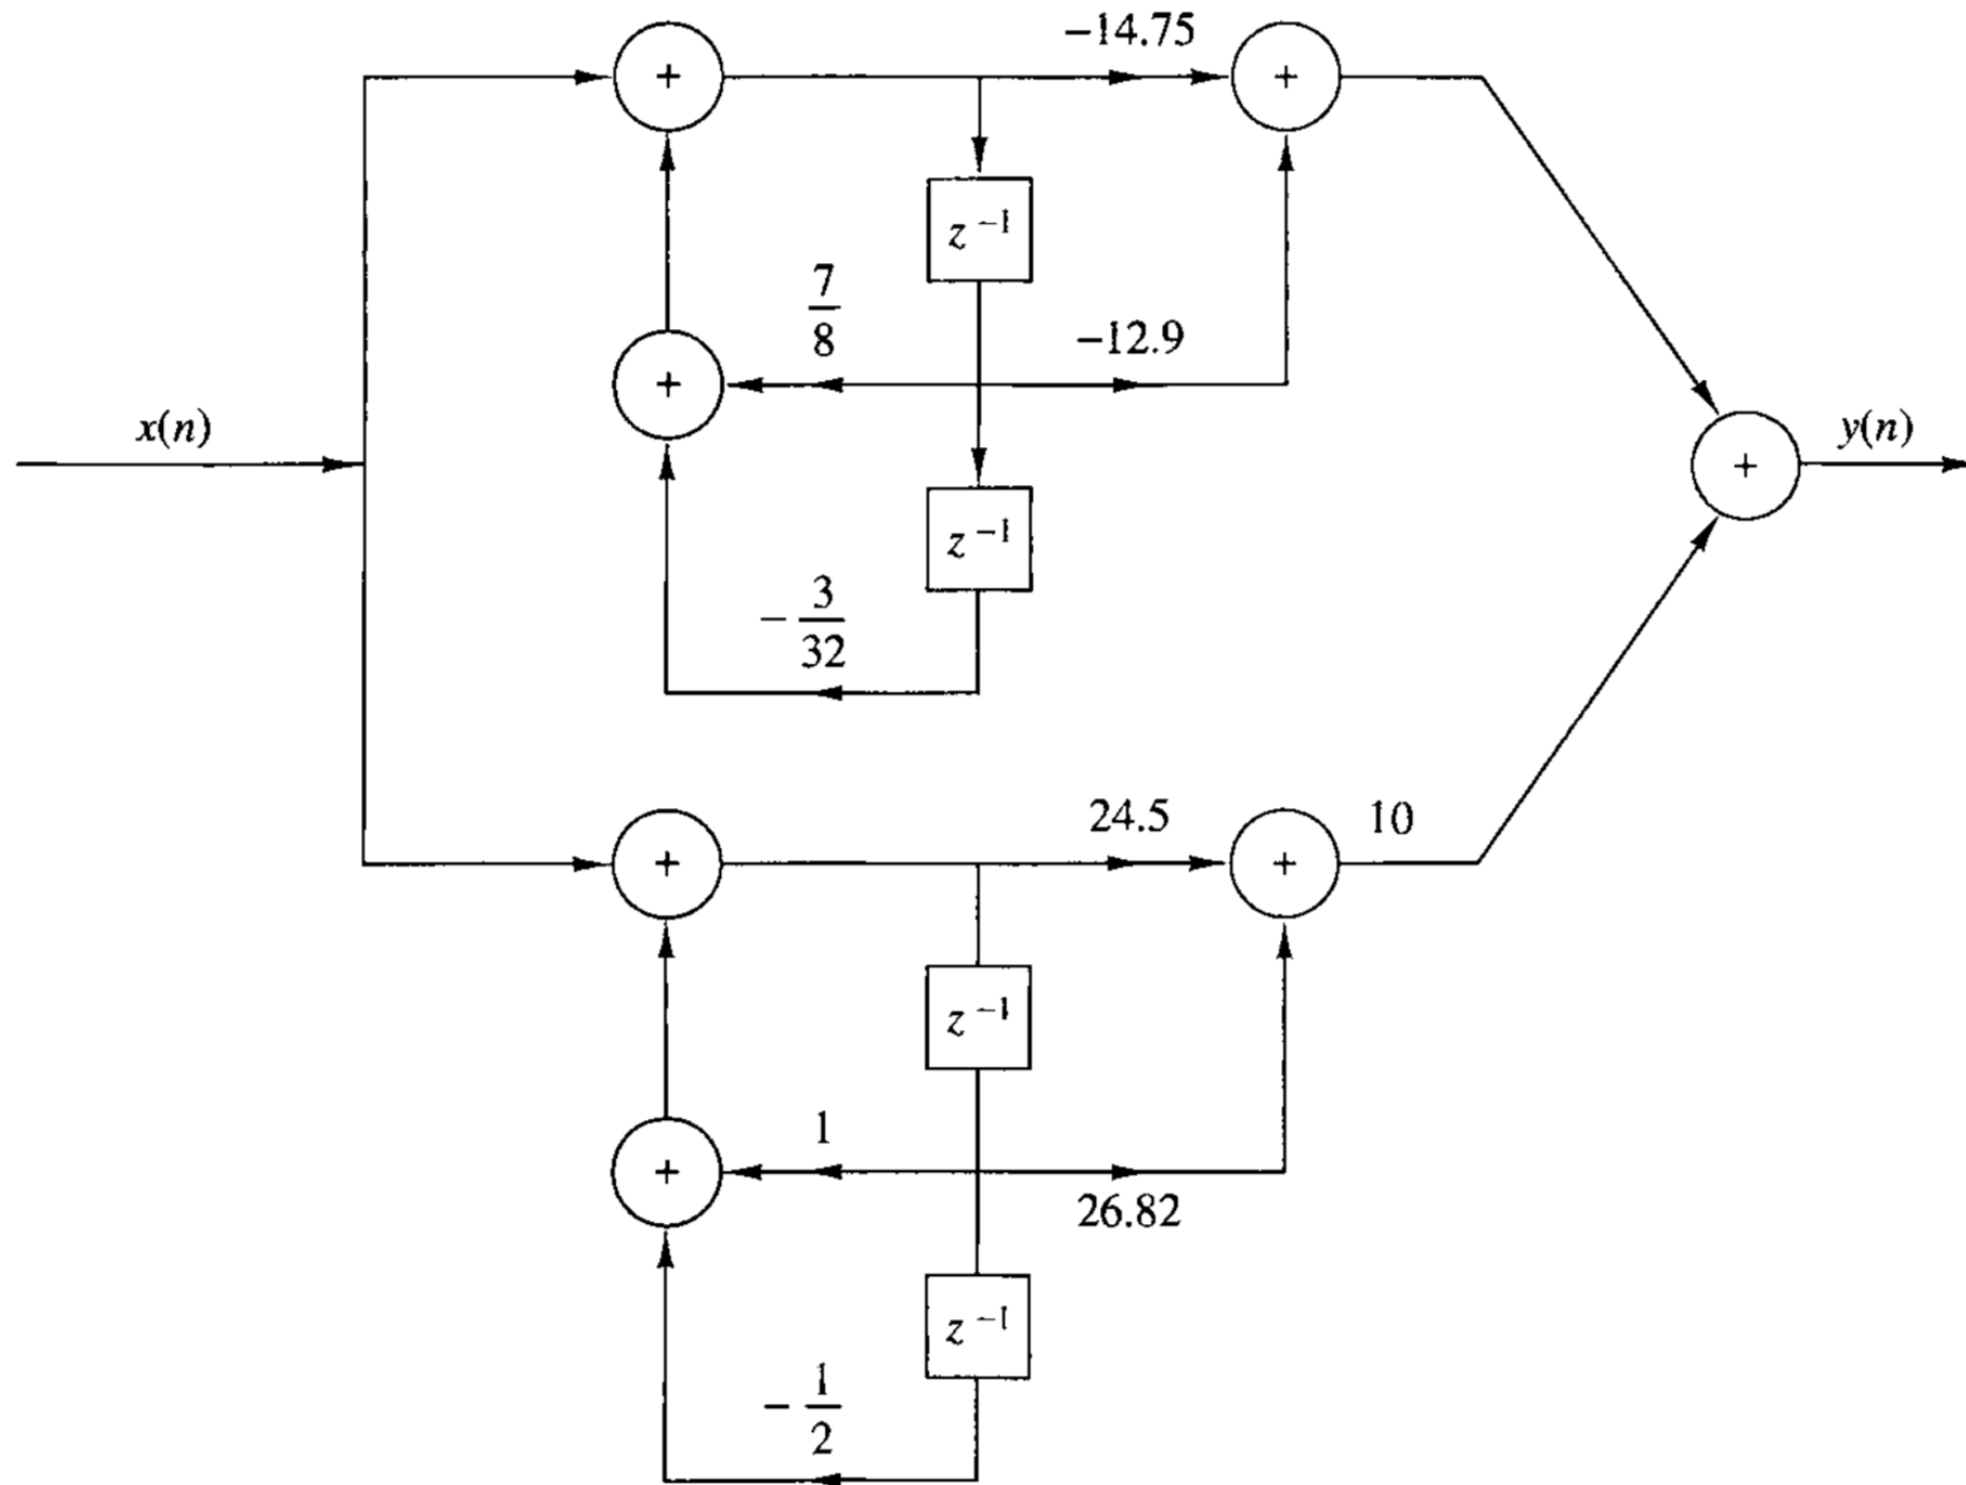 -14.75
+
+
z^{-1}
7/8
-12.9
+
x(n)
y(n)
+
z^{-1}
-3/32
24.5
10
+
+
z^{-1}
1
+
26.82
z^{-1}
-1/2